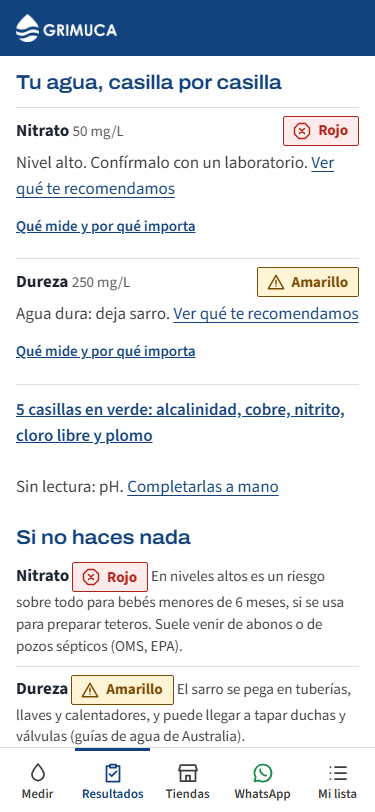 GRIMUCA
Tu agua, casilla por casilla
Nitrato 50 mg/L Rojo
Nivel alto. Confírmalo con un laboratorio. Ver
qué te recomendamos
Qué mide y por qué importa
Dureza 250 mg/L Amarillo
Agua dura: deja sarro. Ver qué te recomendamos
Qué mide y por qué importa
5 casillas en verde: alcalinidad, cobre, nitrito,
cloro libre y plomo
Sin lectura: pH. Completarlas a mano
Si no haces nada
Nitrato Rojo En niveles altos es un riesgo
sobre todo para bebés menores de 6 meses, si se usa
para preparar teteros. Suele venir de abonos o de
pozos sépticos (OMS, EPA).
Dureza Amarillo El sarro se pega en tuberías,
llaves y calentadores, y puede llegar a tapar duchas y
válvulas (guías de agua de Australia).
Medir Resultados Tiendas WhatsApp Mi lista